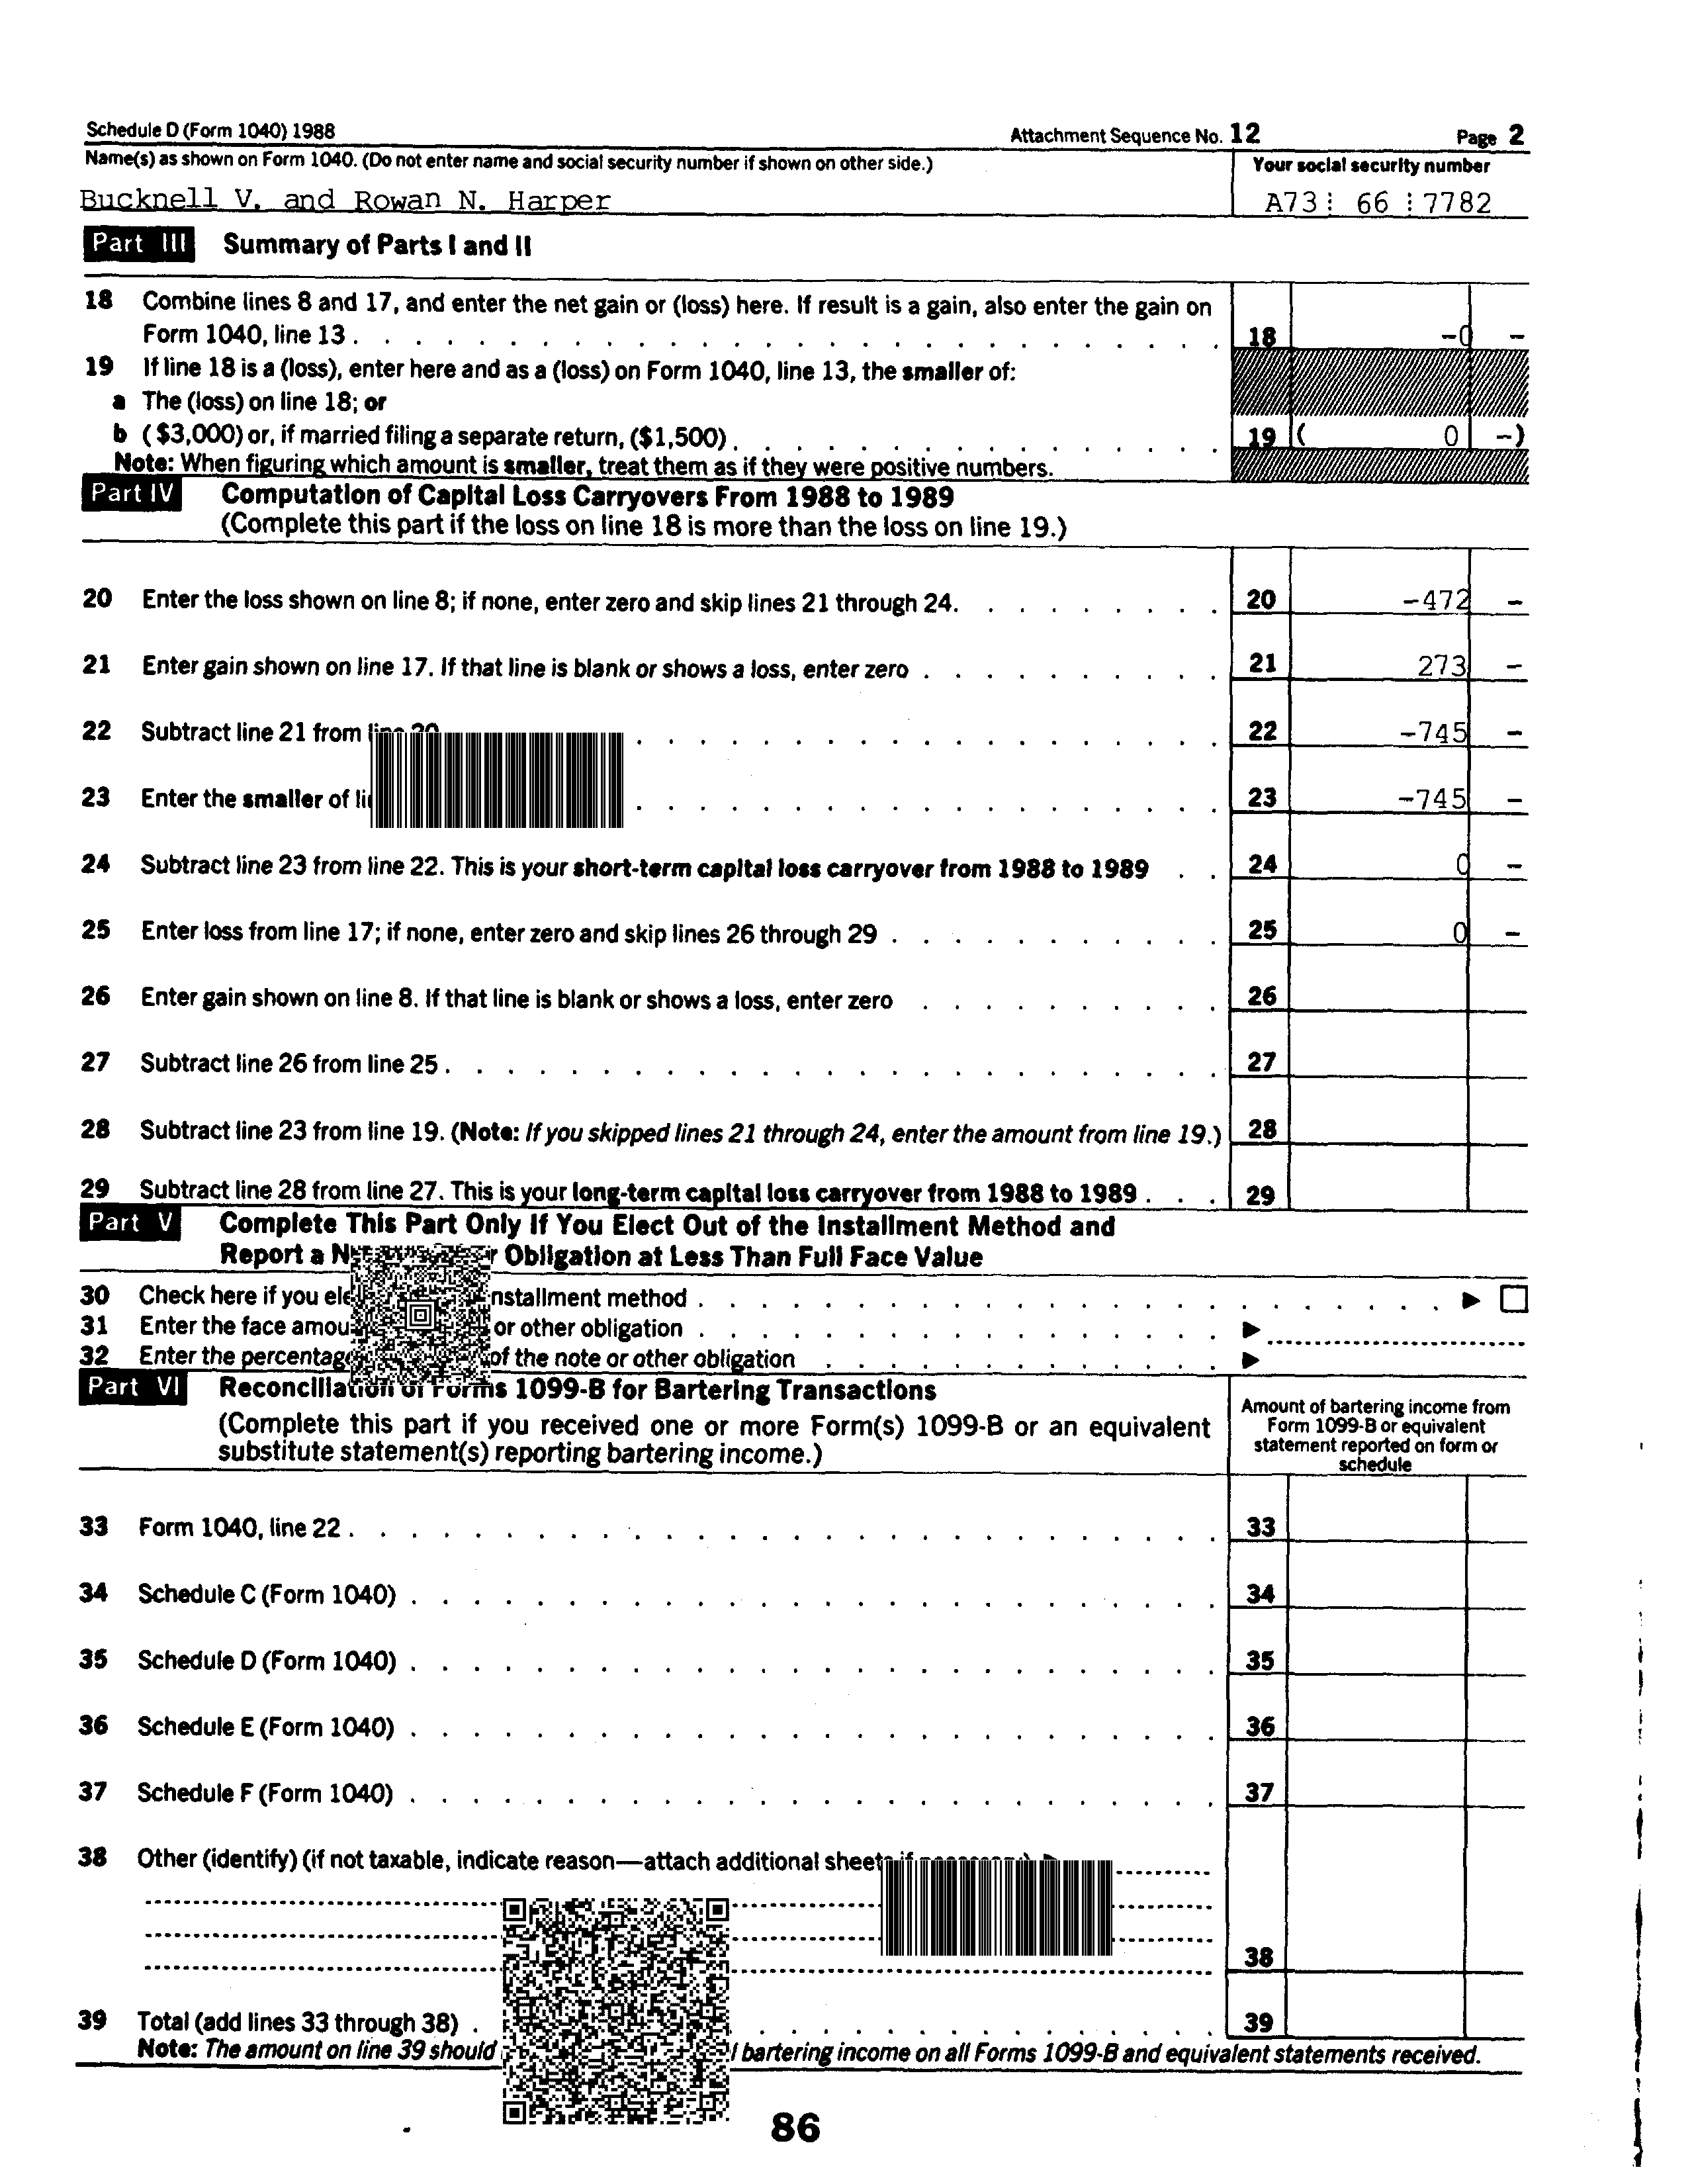 Schedule D (Form 1040) 1988 Attachment Sequence No. 12 Page 2
Name(s) as shown on Form 1040. (Do not enter name and social security number if shown on other side.) Your social security number
Bucknell V. and Rowan N. Harper A73 66 7782
Part III Summary of Parts I and II
18 Combine lines 8 and 17, and enter the net gain or (loss) here. If result is a gain, also enter the gain on
Form 1040, line 13 . 18 -0 -
19 If line 18 is a (loss), enter here and as a (loss) on Form 1040, line 13, the smaller of:
a The (loss) on line 18; or
b ($3,000) or, if married filing a separate return, ($1,500) . 19 ( 0 -)
Note: When figuring which amount is smaller, treat them as if they were positive numbers.
Part IV Computation of Capital Loss Carryovers From 1988 to 1989
(Complete this part if the loss on line 18 is more than the loss on line 19.)
20 Enter the loss shown on line 8; if none, enter zero and skip lines 21 through 24. 20 -472 -
21 Enter gain shown on line 17. If that line is blank or shows a loss, enter zero . 21 273 -
22 Subtract line 21 from line 20 22 -745 -
23 Enter the smaller of 23 -745 -
24 Subtract line 23 from line 22. This is your short-term capital loss carryover from 1988 to 1989 . 24 0 -
25 Enter loss from line 17; if none, enter zero and skip lines 26 through 29 . 25 0 -
26 Enter gain shown on line 8. If that line is blank or shows a loss, enter zero . 26
27 Subtract line 26 from line 25 . 27
28 Subtract line 23 from line 19. (Note: If you skipped lines 21 through 24, enter the amount from line 19.) 28
29 Subtract line 28 from line 27. This is your long-term capital loss carryover from 1988 to 1989 . 29
Part V Complete This Part Only If You Elect Out of the Installment Method and
Report a Obligation at Less Than Full Face Value
30 Check here if you installment method . ▶
31 Enter the face or other obligation . ▶
32 Enter the percentage of the note or other obligation . ▶
Part VI Reconciliation of Forms 1099-B for Bartering Transactions
(Complete this part if you received one or more Form(s) 1099-B or an equivalent
substitute statement(s) reporting bartering income.)
Amount of bartering income from
Form 1099-B or equivalent
statement reported on form or
schedule
33 Form 1040, line 22 . 33
34 Schedule C (Form 1040) . 34
35 Schedule D (Form 1040) . 35
36 Schedule E (Form 1040) . 36
37 Schedule F (Form 1040) . 37
38 Other (identify) (if not taxable, indicate reason—attach additional sheets if
38
39 Total (add lines 33 through 38) . 39
Note: The amount on line 39 should bartering income on all Forms 1099-B and equivalent statements received.
86